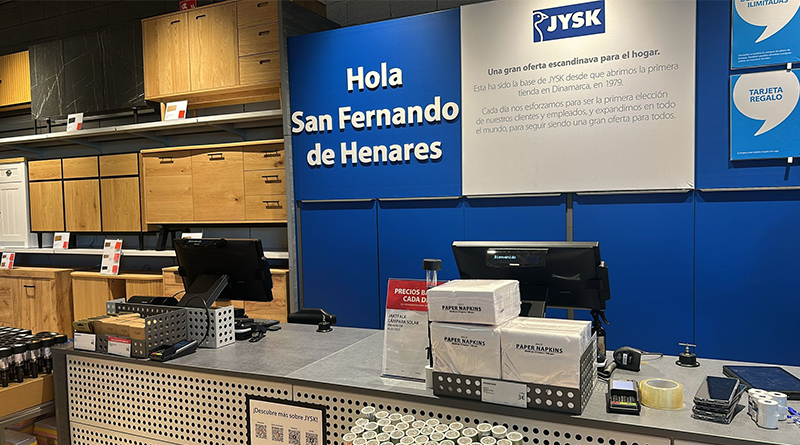 Hola
San Fernando
de Henares
JYSK
Una gran oferta escandinava para el hogar.
Esta ha sido la base de JYSK desde que abrimos la primera
tienda en Dinamarca, en 1979.
Cada día nos esforzamos para ser la primera elección
de nuestros clientes y empleados, y expandirnos en todo
el mundo, para seguir siendo una gran oferta para todos.
ILIMITADAS
TARJETA
REGALO
Bienvenido
PRECIOS
CADA
LÁMPARA SOLAR
PAPER NAPKINS
PAPER NAPKINS
PAPER NAPKINS
¡Descubre más sobre JYSK!